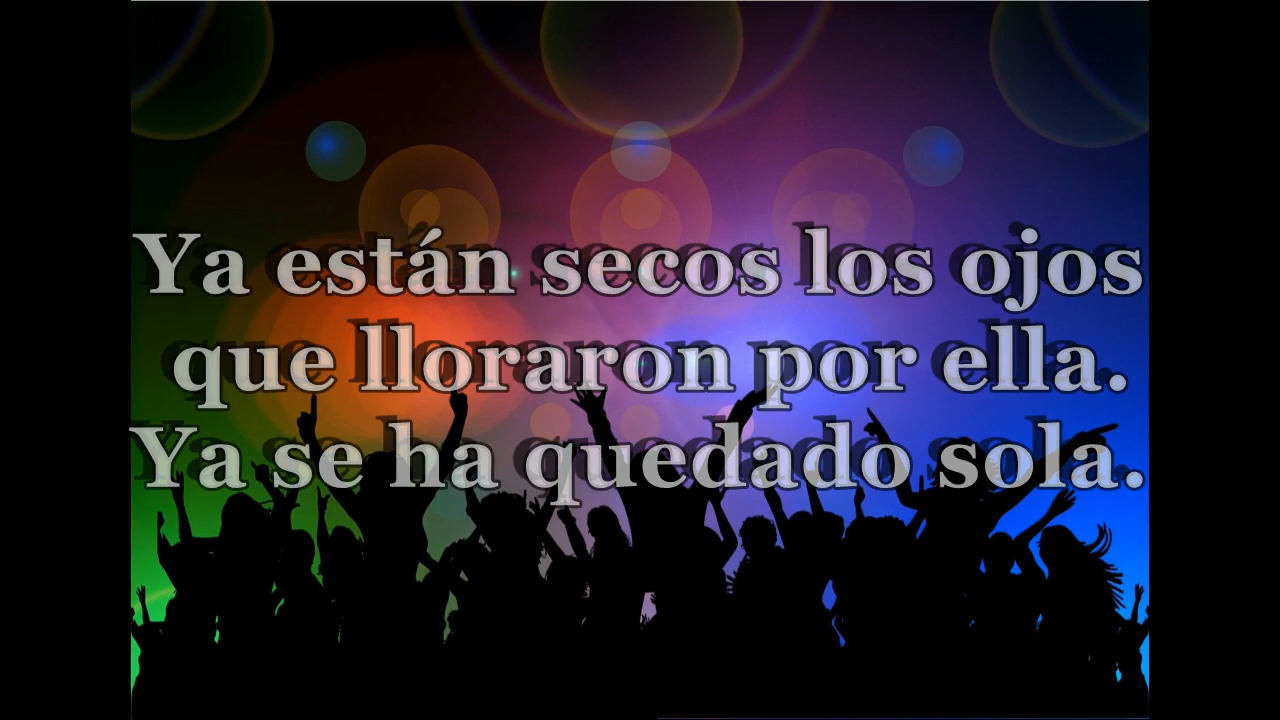 Ya están secos los ojos
que lloraron por ella.
Ya se ha quedado sola.